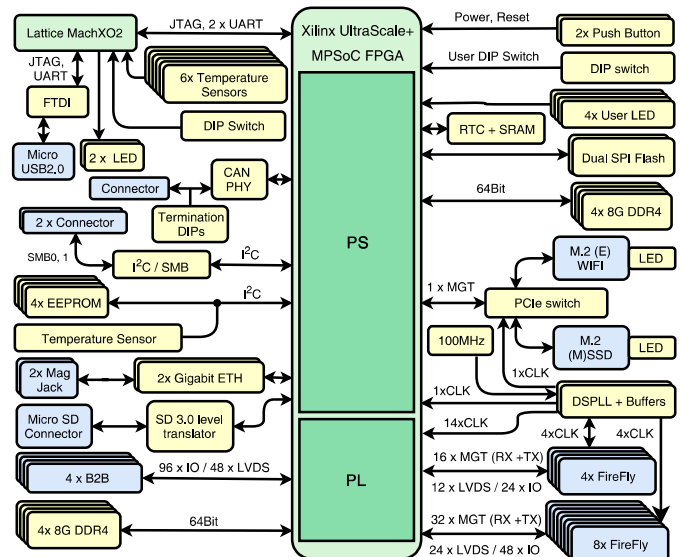 Lattice MachXO2
JTAG, 2 x UART
Xilinx UltraScale+
MPSoC FPGA
Power, Reset
2x Push Button
JTAG,
UART
6x Temperature
Sensors
User DIP Switch
DIP switch
FTDI
DIP Switch
4x User LED
RTC + SRAM
Micro
USB2.0
2 x LED
Dual SPI Flash
CAN
PHY
Connector
64Bit
4x 8G DDR4
Termination
DIPs
2 x Connector
PS
SMB0, 1
I²C / SMB
I²C
M.2 (E)
WIFI
LED
4x EEPROM
I²C
1 x MGT
PCIe switch
Temperature Sensor
100MHz
M.2
(M)SSD
LED
1xCLK
2x Mag
Jack
2x Gigabit ETH
1xCLK
DSPLL + Buffers
Micro SD
Connector
SD 3.0 level
translator
14xCLK
4xCLK
4xCLK
4 x B2B
96 x IO / 48 x LVDS
PL
16 x MGT (RX +TX)
12 x LVDS / 24 x IO
4x FireFly
4x 8G DDR4
64Bit
32 x MGT (RX +TX)
24 x LVDS / 48 x IO
8x FireFly